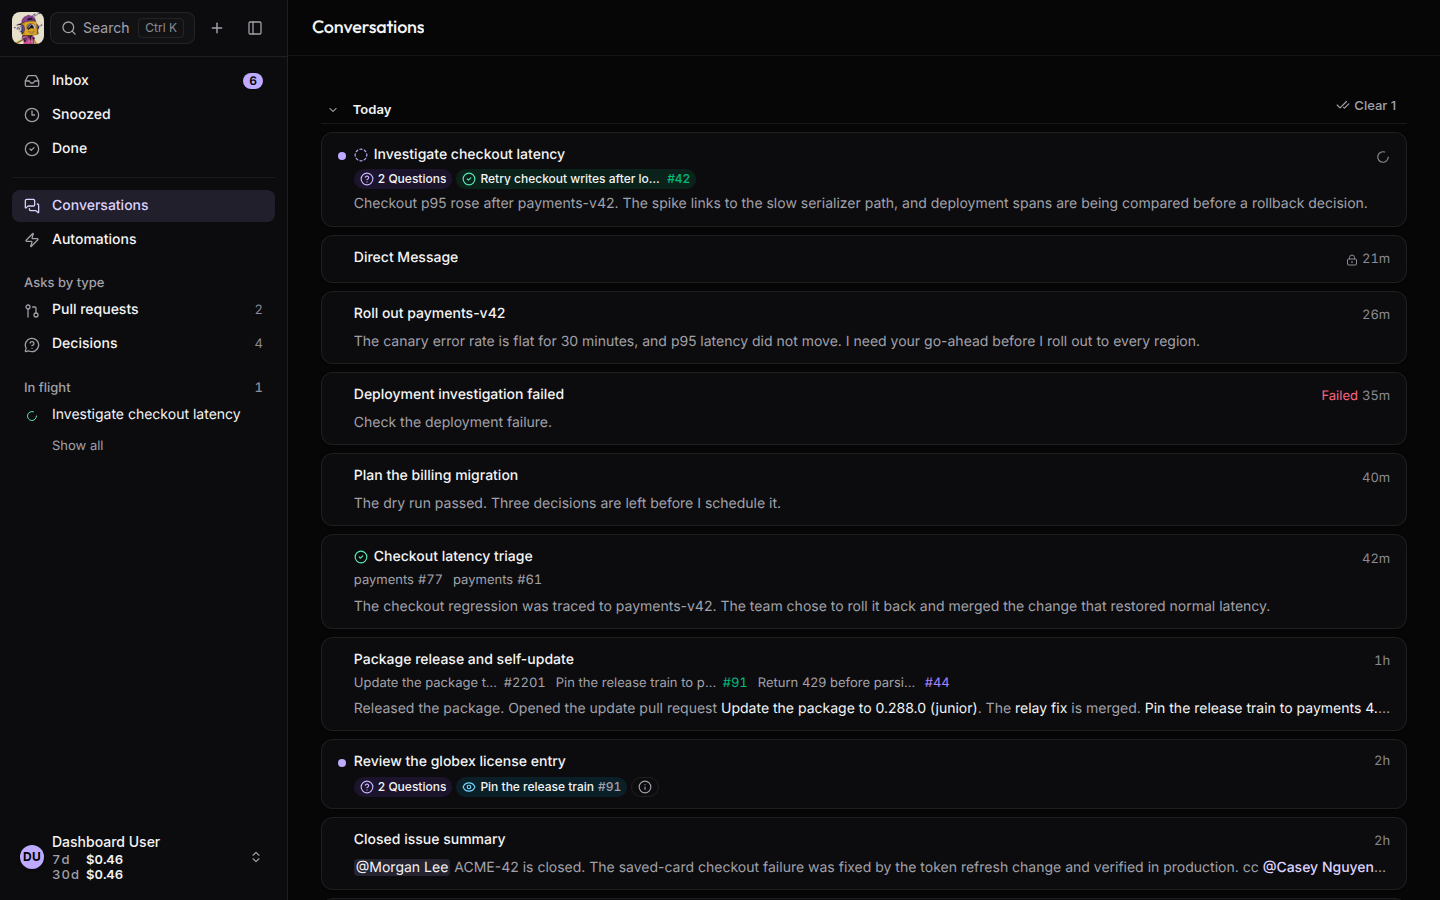 Search Ctrl K
Conversations
Inbox 6
Snoozed
Done
Conversations
Automations
Asks by type
Pull requests 2
Decisions 4
In flight 1
Investigate checkout latency
Show all
Dashboard User
DU
7d $0.46
30d $0.46
Today
Clear 1
Investigate checkout latency
2 Questions Retry checkout writes after lo... #42
Checkout p95 rose after payments-v42. The spike links to the slow serializer path, and deployment spans are being compared before a rollback decision.
Direct Message 21m
Roll out payments-v42 26m
The canary error rate is flat for 30 minutes, and p95 latency did not move. I need your go-ahead before I roll out to every region.
Deployment investigation failed Failed 35m
Check the deployment failure.
Plan the billing migration 40m
The dry run passed. Three decisions are left before I schedule it.
Checkout latency triage 42m
payments #77 payments #61
The checkout regression was traced to payments-v42. The team chose to roll it back and merged the change that restored normal latency.
Package release and self-update 1h
Update the package t... #2201 Pin the release train to p... #91 Return 429 before parsi... #44
Released the package. Opened the update pull request Update the package to 0.288.0 (junior). The relay fix is merged. Pin the release train to payments 4....
Review the globex license entry 2h
2 Questions Pin the release train #91
Closed issue summary 2h
@Morgan Lee ACME-42 is closed. The saved-card checkout failure was fixed by the token refresh change and verified in production. cc @Casey Nguyen...